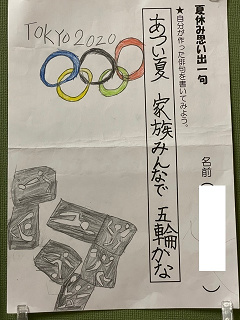 夏休み思い出一句
★自分が作った俳句を書いてみよう。
名前（　）
あつい夏　家族みんなで　五輪かな
TOKYO2020